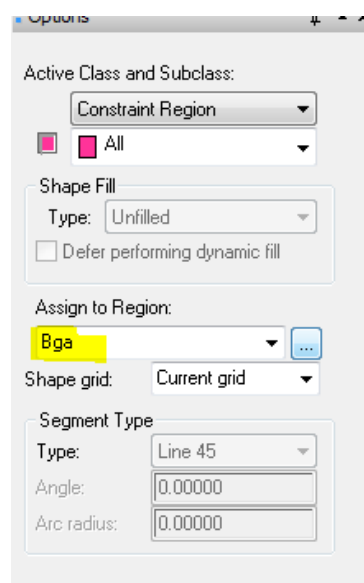 Options
Active Class and Subclass:
Constraint Region
All
Shape Fill
Type: Unfilled
Defer performing dynamic fill
Assign to Region:
Bga ...
Shape grid: Current grid
Segment Type
Type: Line 45
Angle: 0.00000
Arc radius: 0.00000